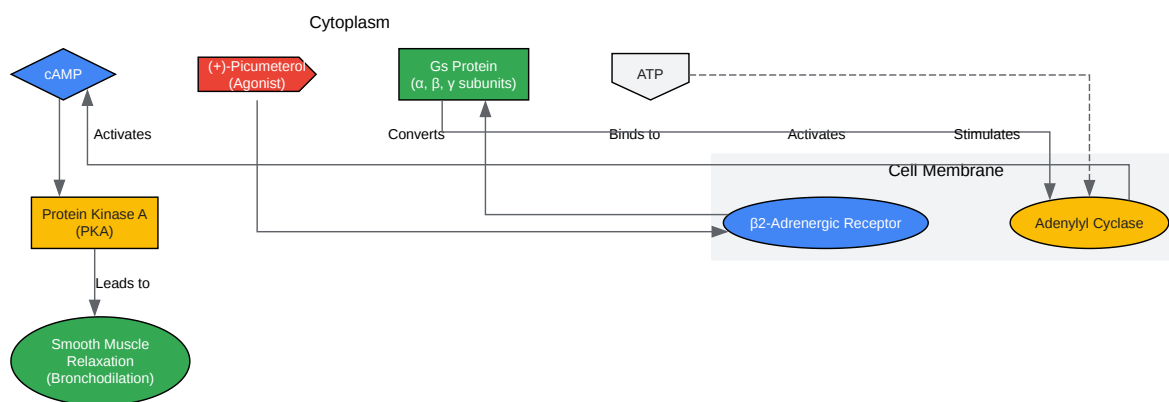 Cytoplasm
cAMP
(+)-Picumeterol
(Agonist)
Gs Protein
(α, β, γ subunits)
ATP
Activates
Converts
Binds to
Activates
Stimulates
Cell Membrane
Protein Kinase A
(PKA)
β2-Adrenergic Receptor
Adenylyl Cyclase
Leads to
Smooth Muscle
Relaxation
(Bronchodilation)